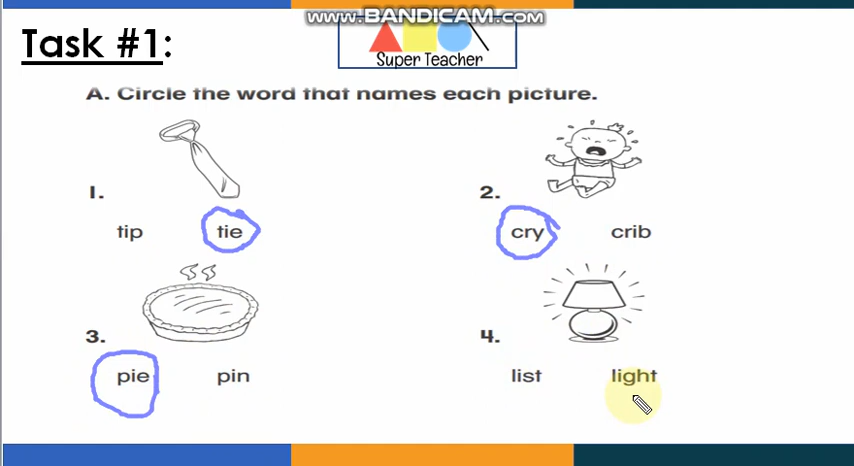 www.BANDICAM.com
Task #1:
Super Teacher
A. Circle the word that names each picture.
1.
2.
tip tie
cry crib
3.
4.
pie pin
list light